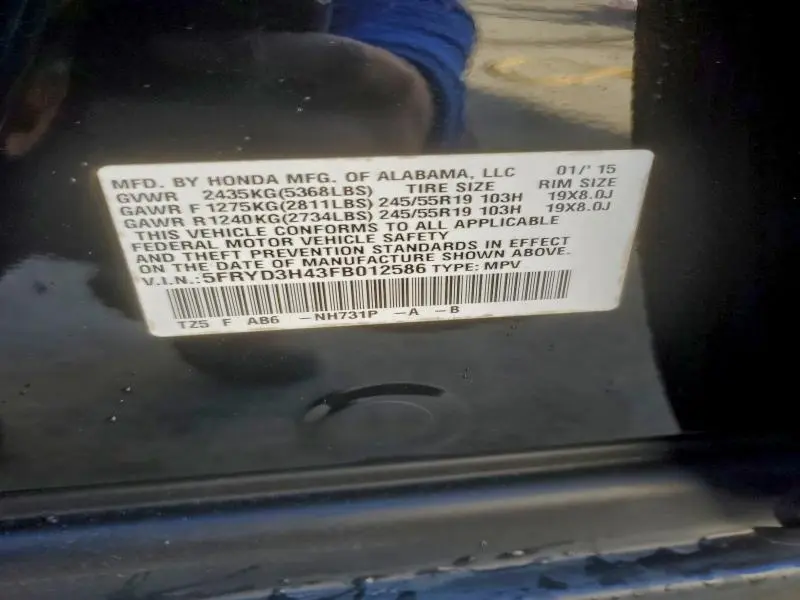 MFD. BY HONDA MFG. OF ALABAMA, LLC 01/'15
GVWR 2435KG(5368LBS) TIRE SIZE RIM SIZE
GAWR F 1275KG(2811LBS) 245/55R19 103H 19X8.0J
GAWR R1240KG(2734LBS) 245/55R19 103H 19X8.0J
THIS VEHICLE CONFORMS TO ALL APPLICABLE
FEDERAL MOTOR VEHICLE SAFETY
AND THEFT PREVENTION STANDARDS IN EFFECT
ON THE DATE OF MANUFACTURE SHOWN ABOVE.
V.I.N.:5FRYD3H43FB012586 TYPE: MPV
TZ5 F AB6 -NH731P -A -B